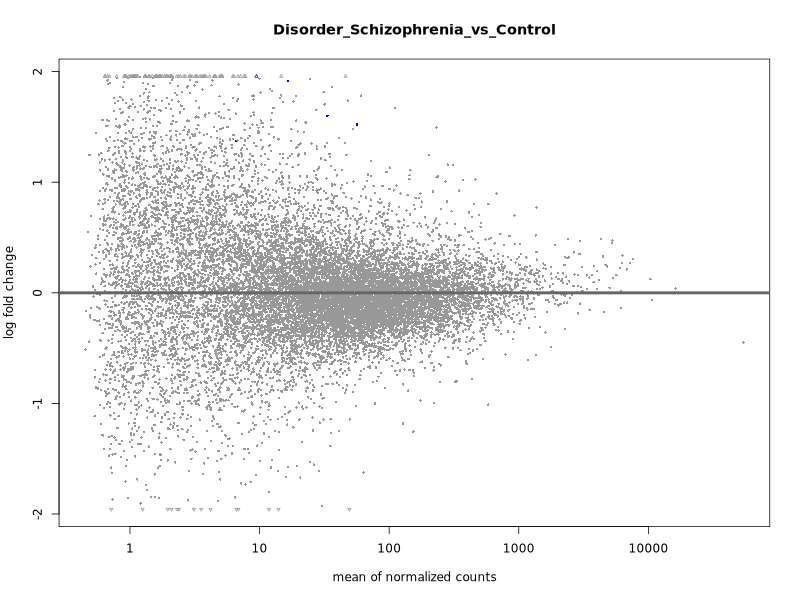 Disorder_Schizophrenia_vs_Control
2
1
0
-1
-2
log fold change
1 10 100 1000 10000
mean of normalized counts